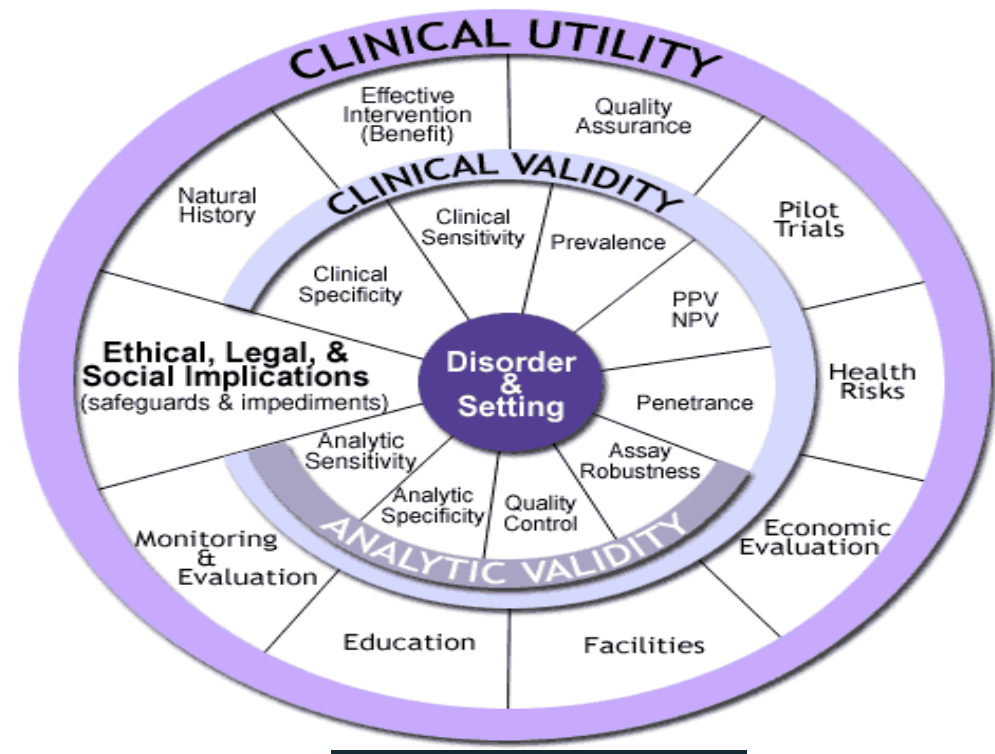 CLINICAL UTILITY
Effective
Intervention
(Benefit)
Quality
Assurance
Natural
History
Pilot
Trials
CLINICAL VALIDITY
Clinical
Sensitivity
Prevalence
Clinical
Specificity
PPV
NPV
Ethical, Legal, &
Social Implications
(safeguards & impediments)
Disorder
&
Setting
Health
Risks
Penetrance
Analytic
Sensitivity
Assay
Robustness
Analytic
Specificity
Quality
Control
ANALYTIC VALIDITY
Monitoring
&
Evaluation
Economic
Evaluation
Education
Facilities